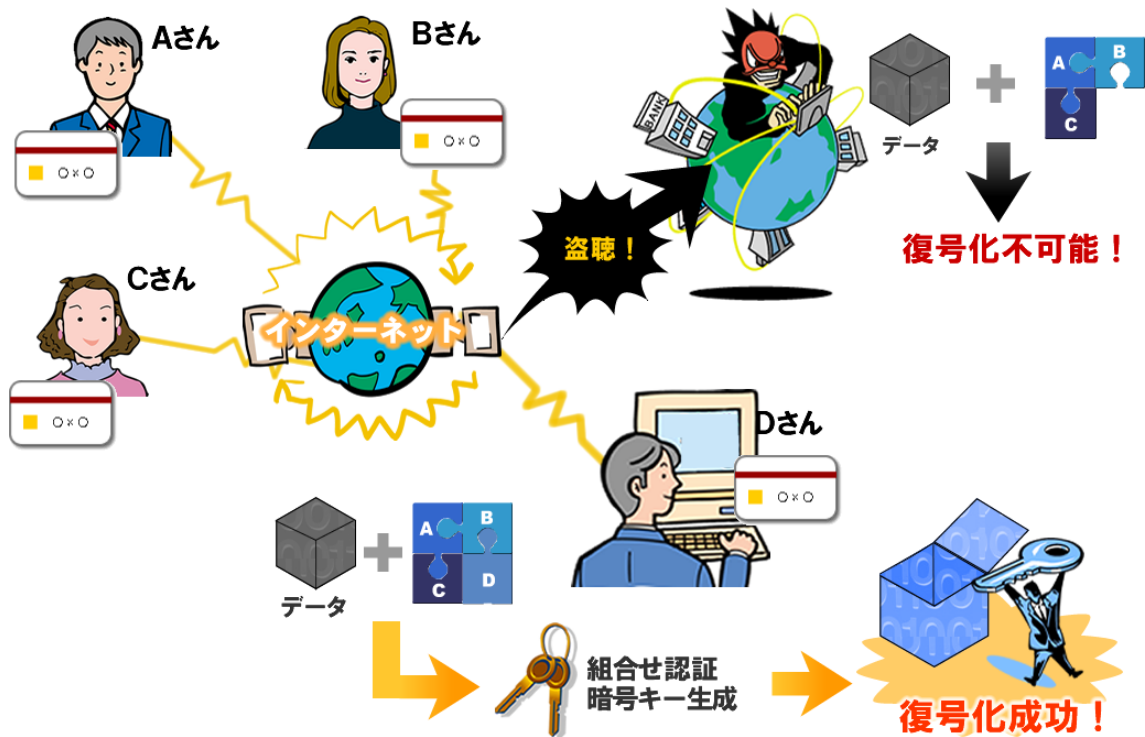 Aさん
Bさん
○×○
○×○
BANK
データ
A
B
C
復号化不可能！
盗聴！
Cさん
○×○
インターネット
Dさん
○×○
データ
A
B
C
D
組合せ認証
暗号キー生成
復号化成功！